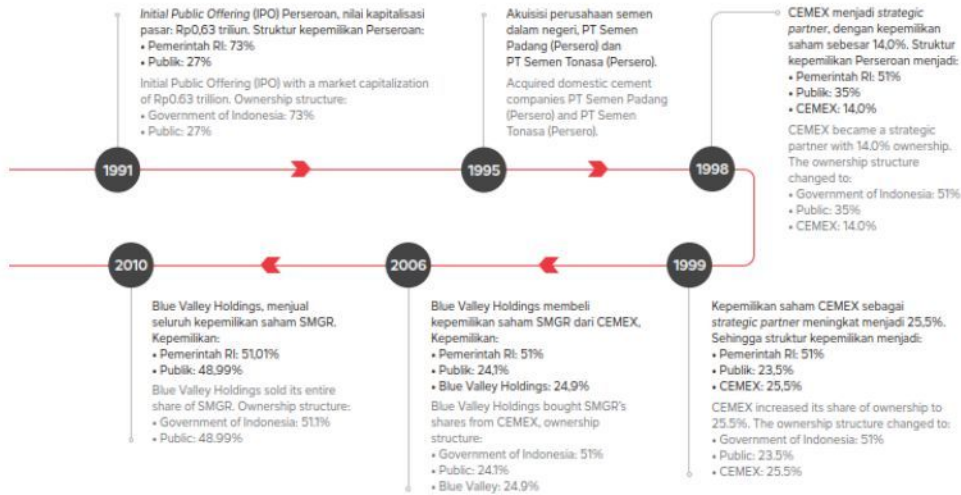 Initial Public Offering (IPO) Perseroan, nilai kapitalisasi
pasar: Rp0,63 triliun. Struktur kepemilikan Perseroan:
• Pemerintah RI: 73%
• Publik: 27%
Initial Public Offering (IPO) with a market capitalization
of Rp0.63 trillion. Ownership structure:
• Government of Indonesia: 73%
• Public: 27%
1991
Akuisisi perusahaan semen
dalam negeri, PT Semen
Padang (Persero) dan
PT Semen Tonasa (Persero).
Acquired domestic cement
companies PT Semen Padang
(Persero) and PT Semen
Tonasa (Persero).
1995
CEMEX menjadi strategic
partner, dengan kepemilikan
saham sebesar 14,0%. Struktur
kepemilikan Perseroan menjadi:
• Pemerintah RI: 51%
• Publik: 35%
• CEMEX: 14,0%
CEMEX became a strategic
partner with 14.0% ownership.
The ownership structure
changed to:
• Government of Indonesia: 51%
• Public: 35%
• CEMEX: 14.0%
1998
1999
Kepemilikan saham CEMEX sebagai
strategic partner meningkat menjadi 25,5%.
Sehingga struktur kepemilikan menjadi:
• Pemerintah RI: 51%
• Publik: 23,5%
• CEMEX: 25,5%
CEMEX increased its share of ownership to
25.5%. The ownership structure changed to:
• Government of Indonesia: 51%
• Public: 23.5%
• CEMEX: 25.5%
2006
Blue Valley Holdings membeli
kepemilikan saham SMGR dari CEMEX,
Kepemilikan:
• Pemerintah RI: 51%
• Publik: 24,1%
• Blue Valley Holdings: 24,9%
Blue Valley Holdings bought SMGR's
shares from CEMEX, ownership
structure:
• Government of Indonesia: 51%
• Public: 24.1%
• Blue Valley: 24.9%
2010
Blue Valley Holdings, menjual
seluruh kepemilikan saham SMGR.
Kepemilikan:
• Pemerintah RI: 51,01%
• Publik: 48,99%
Blue Valley Holdings sold its entire
share of SMGR. Ownership structure:
• Government of Indonesia: 51.1%
• Public: 48.99%